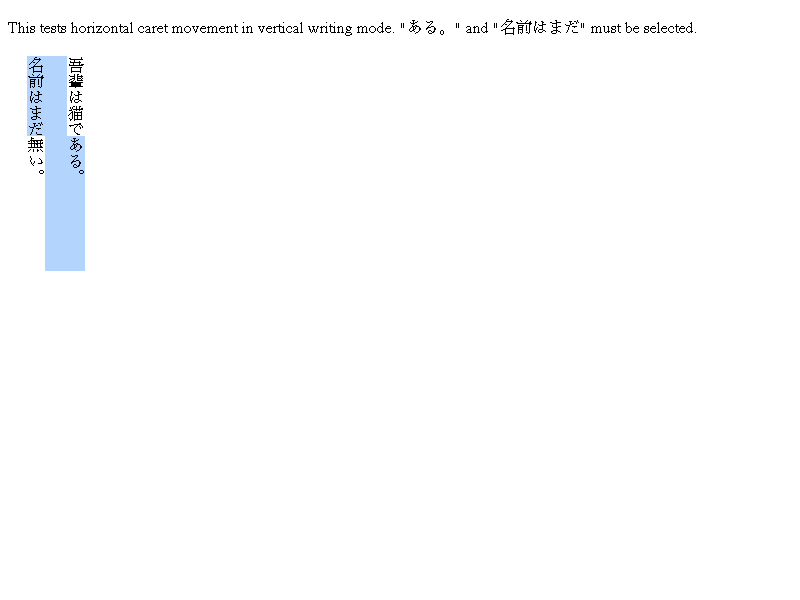 This tests horizontal caret movement in vertical writing mode. "ある。" and "名前はまだ" must be selected.
吾輩は猫である。
名前はまだ無い。